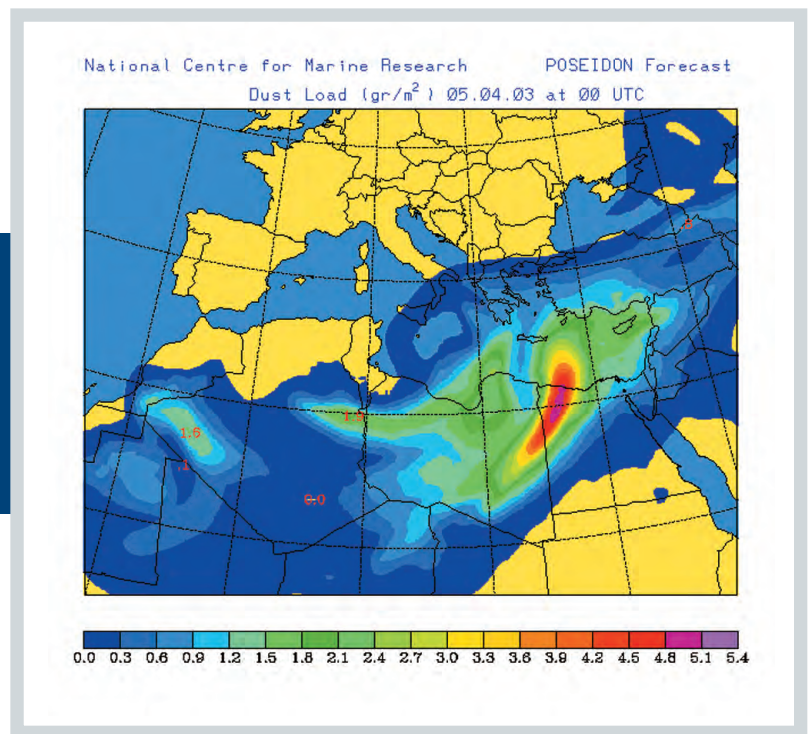 National Centre for Marine Research POSEIDON Forecast
Dust Load (gr/m²) 05.04.03 at 00 UTC
.6
1.5
1.6
.1
0.0
0.0 0.3 0.6 0.9 1.2 1.5 1.8 2.1 2.4 2.7 3.0 3.3 3.6 3.9 4.2 4.5 4.8 5.1 5.4